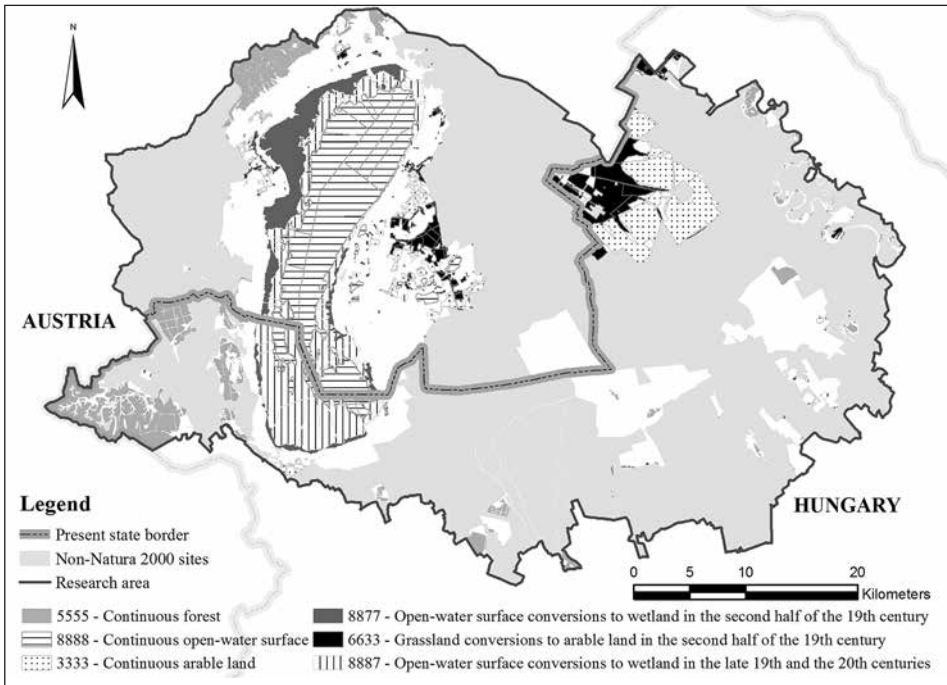 N
AUSTRIA
HUNGARY
Legend
Present state border
Non-Natura 2000 sites
Research area
0 5 10 20
Kilometers
5555 - Continuous forest
8888 - Continuous open-water surface
3333 - Continuous arable land
8877 - Open-water surface conversions to wetland in the second half of the 19th century
6633 - Grassland conversions to arable land in the second half of the 19th century
8887 - Open-water surface conversions to wetland in the late 19th and the 20th centuries